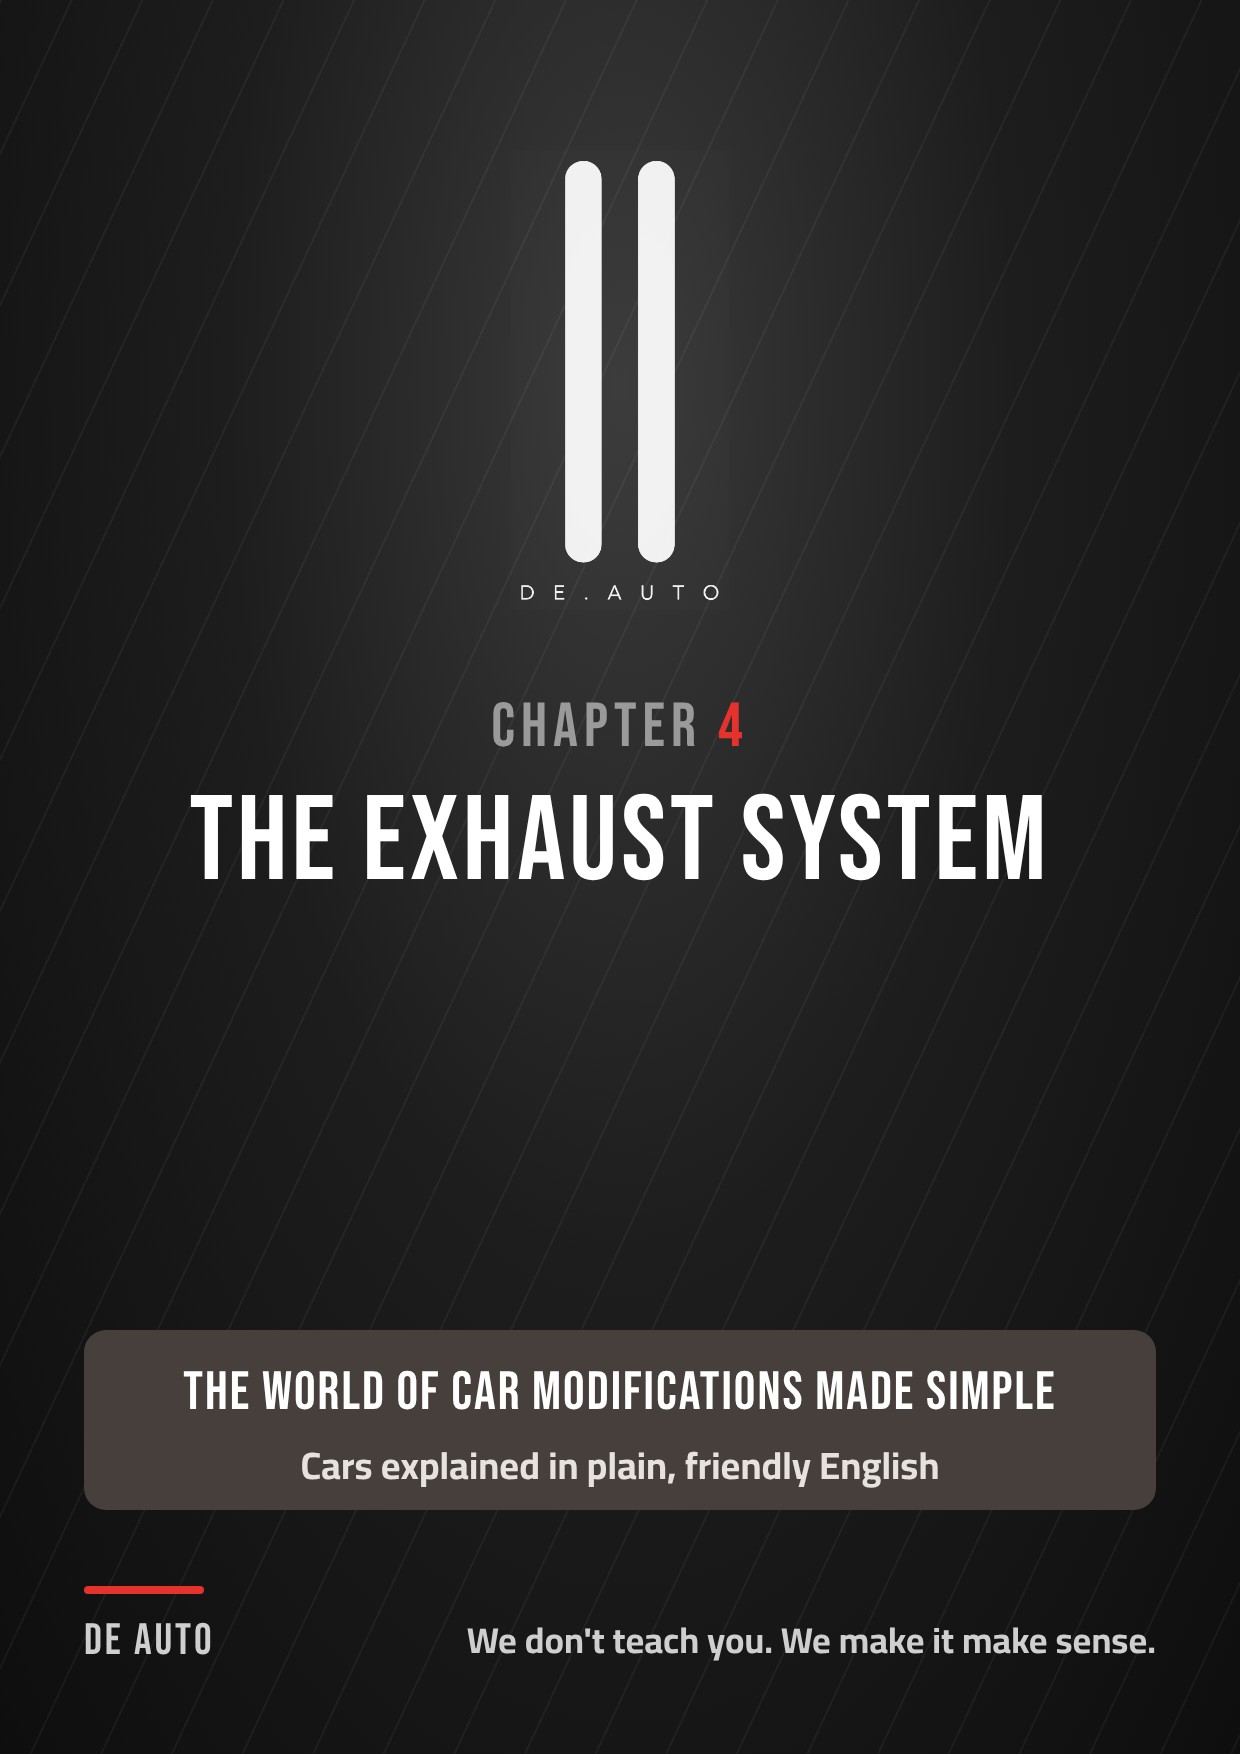 DE.AUTO
CHAPTER 4
THE EXHAUST SYSTEM
THE WORLD OF CAR MODIFICATIONS MADE SIMPLE
Cars explained in plain, friendly English
DE AUTO
We don't teach you. We make it make sense.